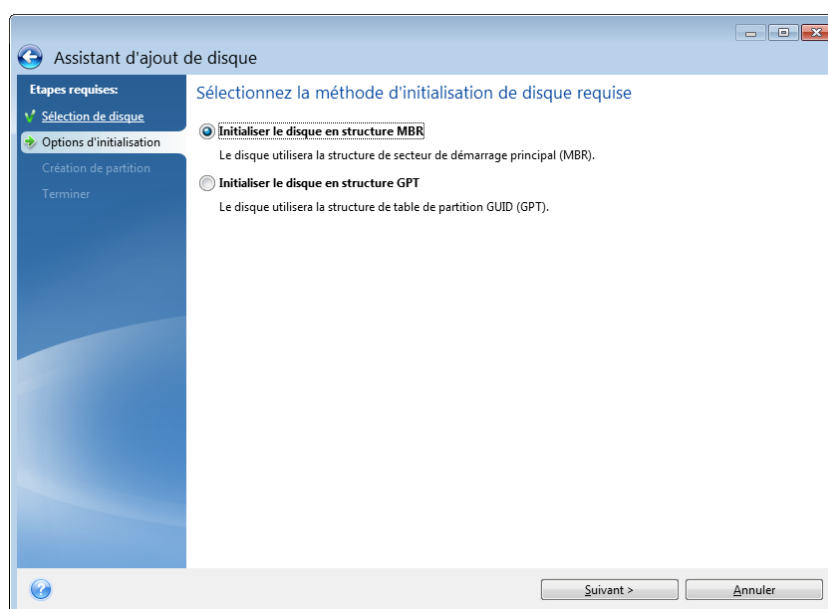 Assistant d'ajout de disque
Etapes requises:
Sélection de disque
Options d'initialisation
Création de partition
Terminer
Sélectionnez la méthode d'initialisation de disque requise
Initialiser le disque en structure MBR
Le disque utilisera la structure de secteur de démarrage principal (MBR).
Initialiser le disque en structure GPT
Le disque utilisera la structure de table de partition GUID (GPT).
?
Suivant >
Annuler